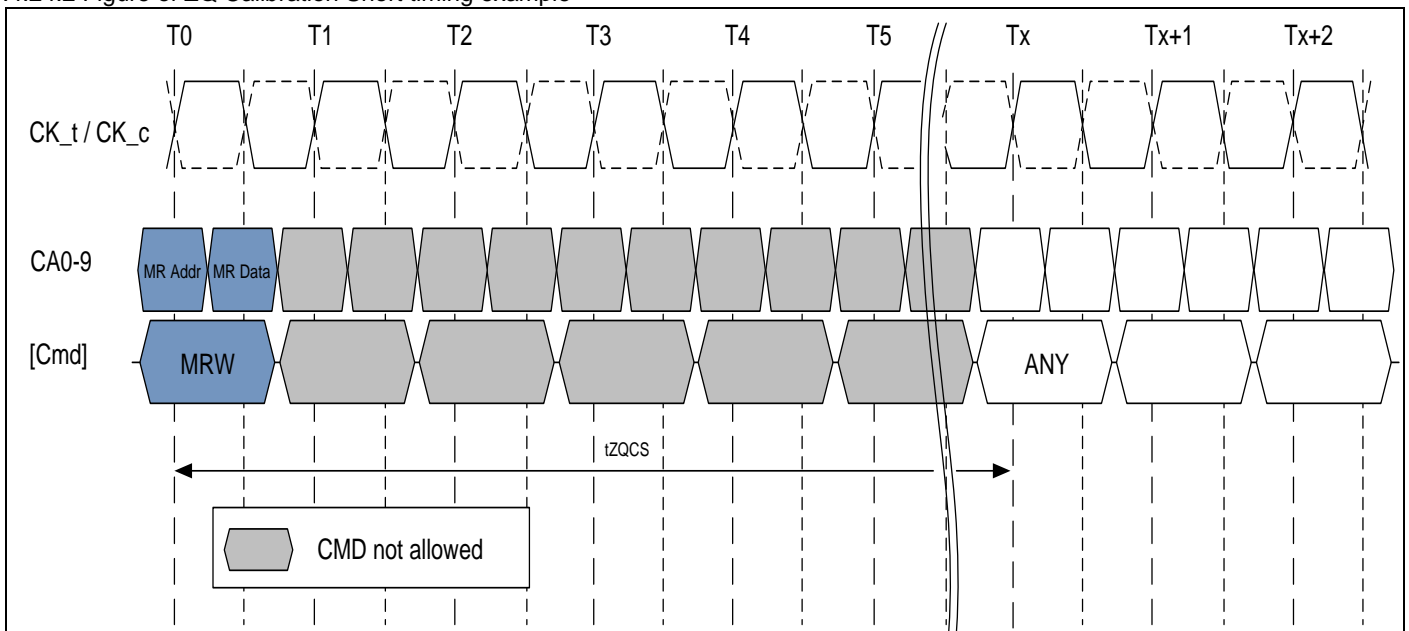 T0 T1 T2 T3 T4 T5 Tx Tx+1 Tx+2
CK_t / CK_c
CA0-9 MR Addr MR Data
[Cmd] MRW ANY
tZQCS
CMD not allowed